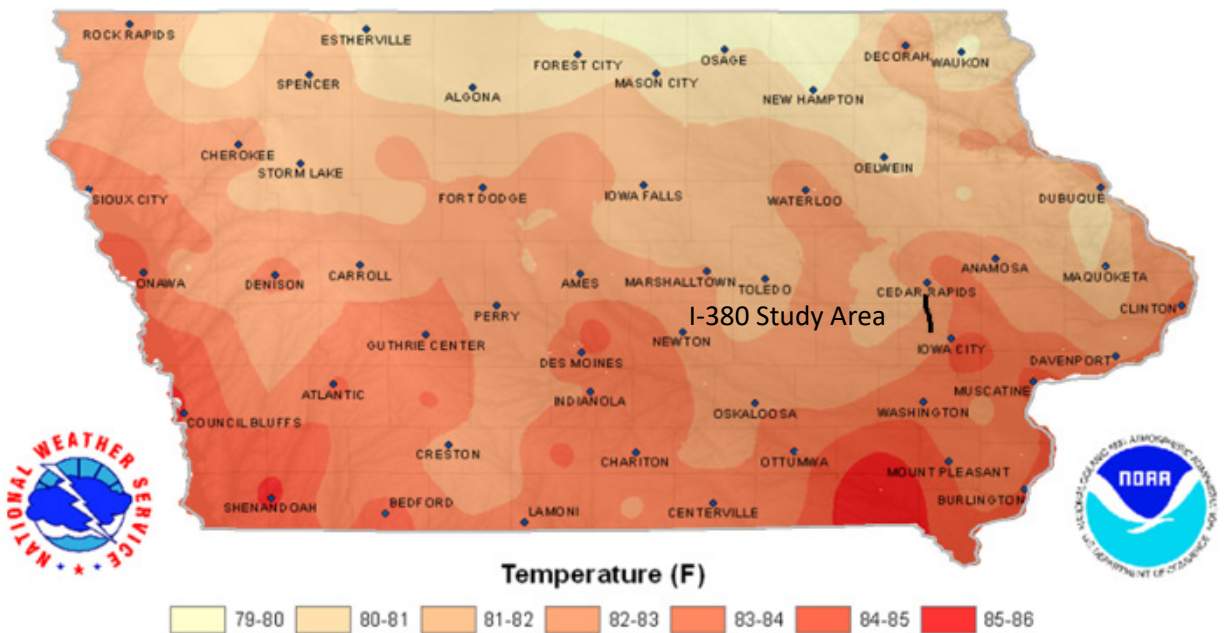 ROCK RAPIDS
ESTHERVILLE
FOREST CITY
OSAGE
DECORAH
WAUKON
SPENCER
MASON CITY
ALGONA
NEW HAMPTON
CHEROKEE
STORM LAKE
OELWEIN
SIOUX CITY
FORT DODGE
IOWA FALLS
WATERLOO
DUBUQUE
ONAWA
DENISON
CARROLL
AMES
MARSHALLTOWN
TOLEDO
CEDAR RAPIDS
ANAMOSA
MAQUOKETA
PERRY
I-380 Study Area
CLINTON
GUTHRIE CENTER
NEWTON
IOWA CITY
DES MOINES
DAVENPORT
ATLANTIC
INDIANOLA
MUSCATINE
COUNCIL BLUFFS
OSKALOOSA
WASHINGTON
CRESTON
CHARITON
OTTUMWA
MOUNT PLEASANT
SHENANDOAH
BEDFORD
LAMONI
CENTERVILLE
BURLINGTON
NATIONAL WEATHER SERVICE
NOAA
Temperature (F)
79-80 80-81 81-82 82-83 83-84 84-85 85-86